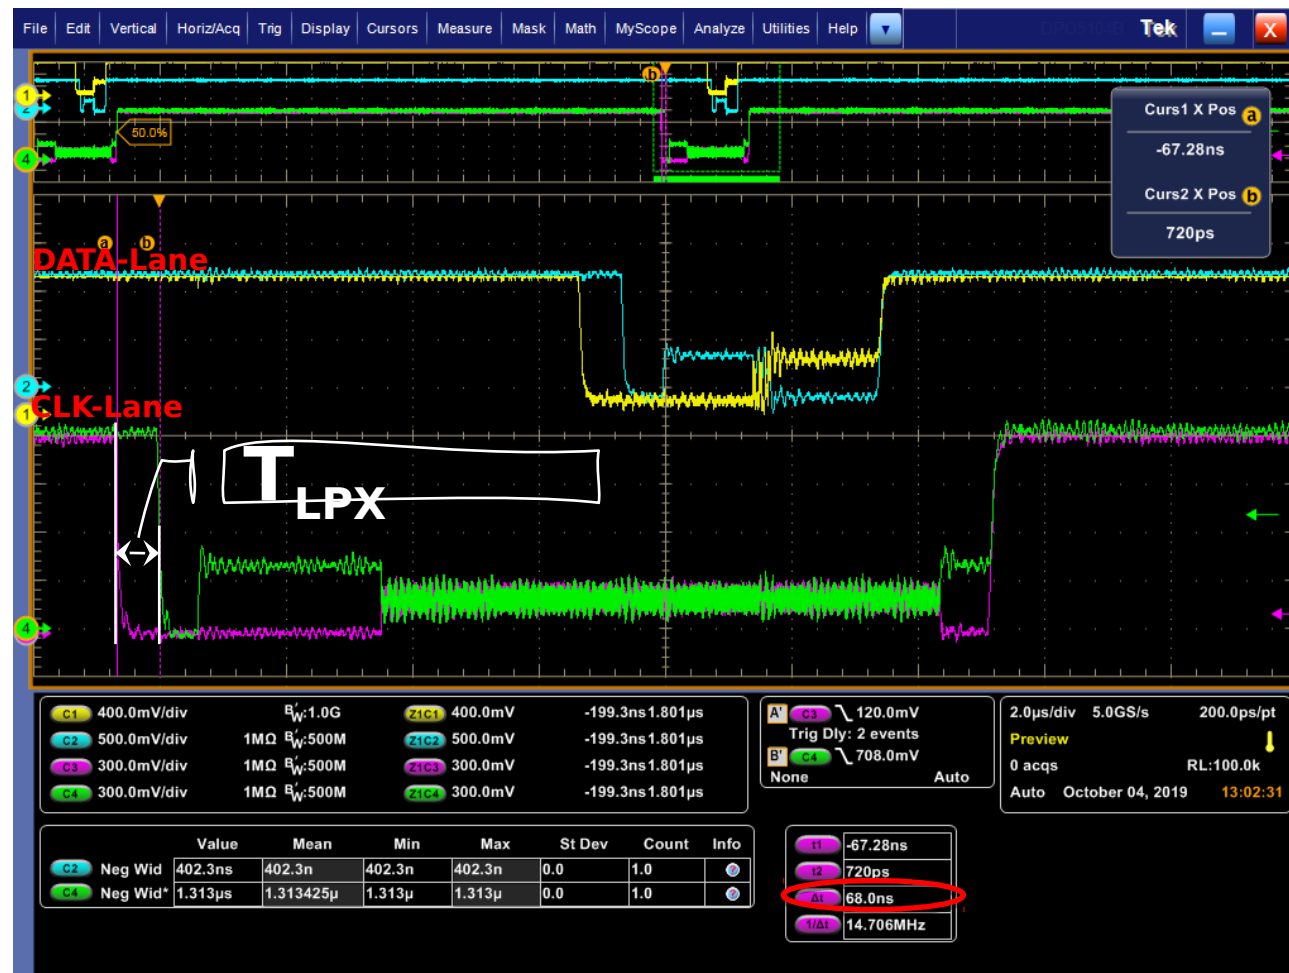 File Edit Vertical Horiz/Acq Trig Display Cursors Measure Mask Math MyScope Analyze Utilities Help Tek X
b
1
2
50.0%
4
Curs1 X Pos a
-67.28ns
Curs2 X Pos b
720ps
a b
DATA-Lane
2
CLK-Lane
1
T LPX
4
C1 400.0mV/div BW:1.0G Z1C1 400.0mV -199.3ns 1.801µs
C2 500.0mV/div 1MΩ BW:500M Z1C2 500.0mV -199.3ns 1.801µs
C3 300.0mV/div 1MΩ BW:500M Z1C3 300.0mV -199.3ns 1.801µs
C4 300.0mV/div 1MΩ BW:500M Z1C4 300.0mV -199.3ns 1.801µs
A' C3 120.0mV
Trig Dly: 2 events
B' C4 708.0mV
None Auto
2.0µs/div 5.0GS/s 200.0ps/pt
Preview
0 acqs RL:100.0k
Auto October 04, 2019 13:02:31
Value Mean Min Max St Dev Count Info
C2 Neg Wid 402.3ns 402.3n 402.3n 402.3n 0.0 1.0
C4 Neg Wid* 1.313µs 1.313425µ 1.313µ 1.313µ 0.0 1.0
t1 -67.28ns
t2 720ps
Δt 68.0ns
1/Δt 14.706MHz